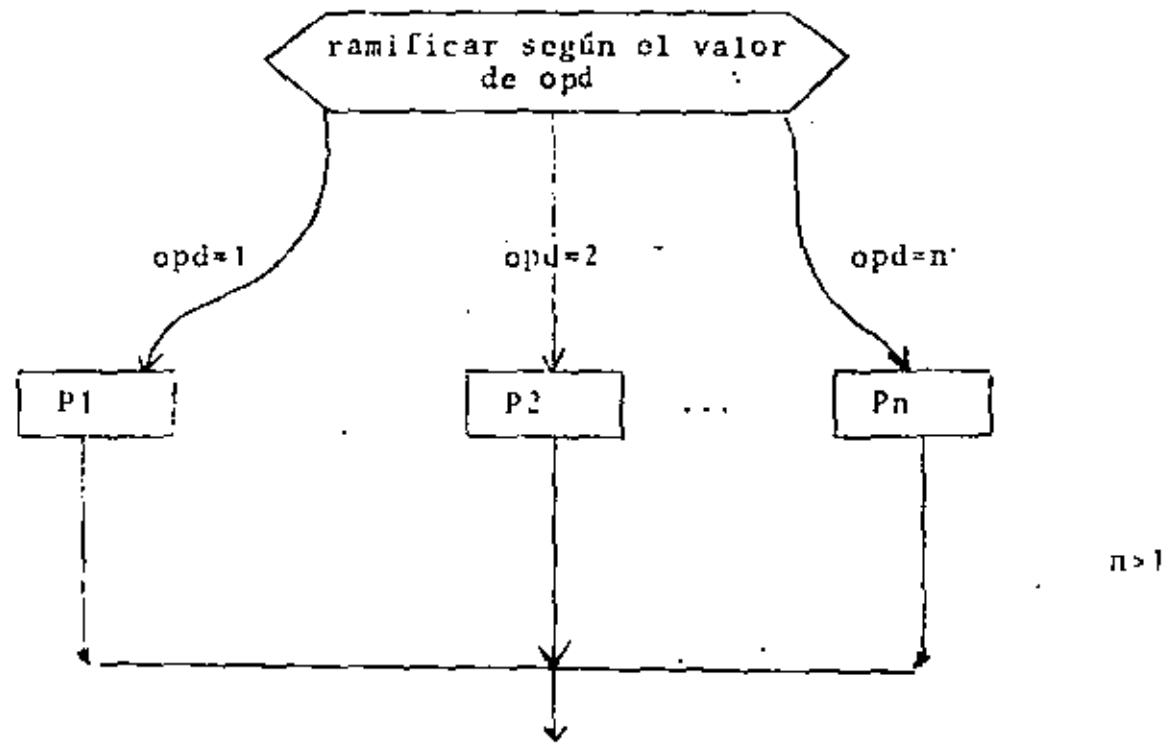 ramificar según el valor
de opd
opd=1
opd=2
opd=n
P1
P2
...
Pn
n>1